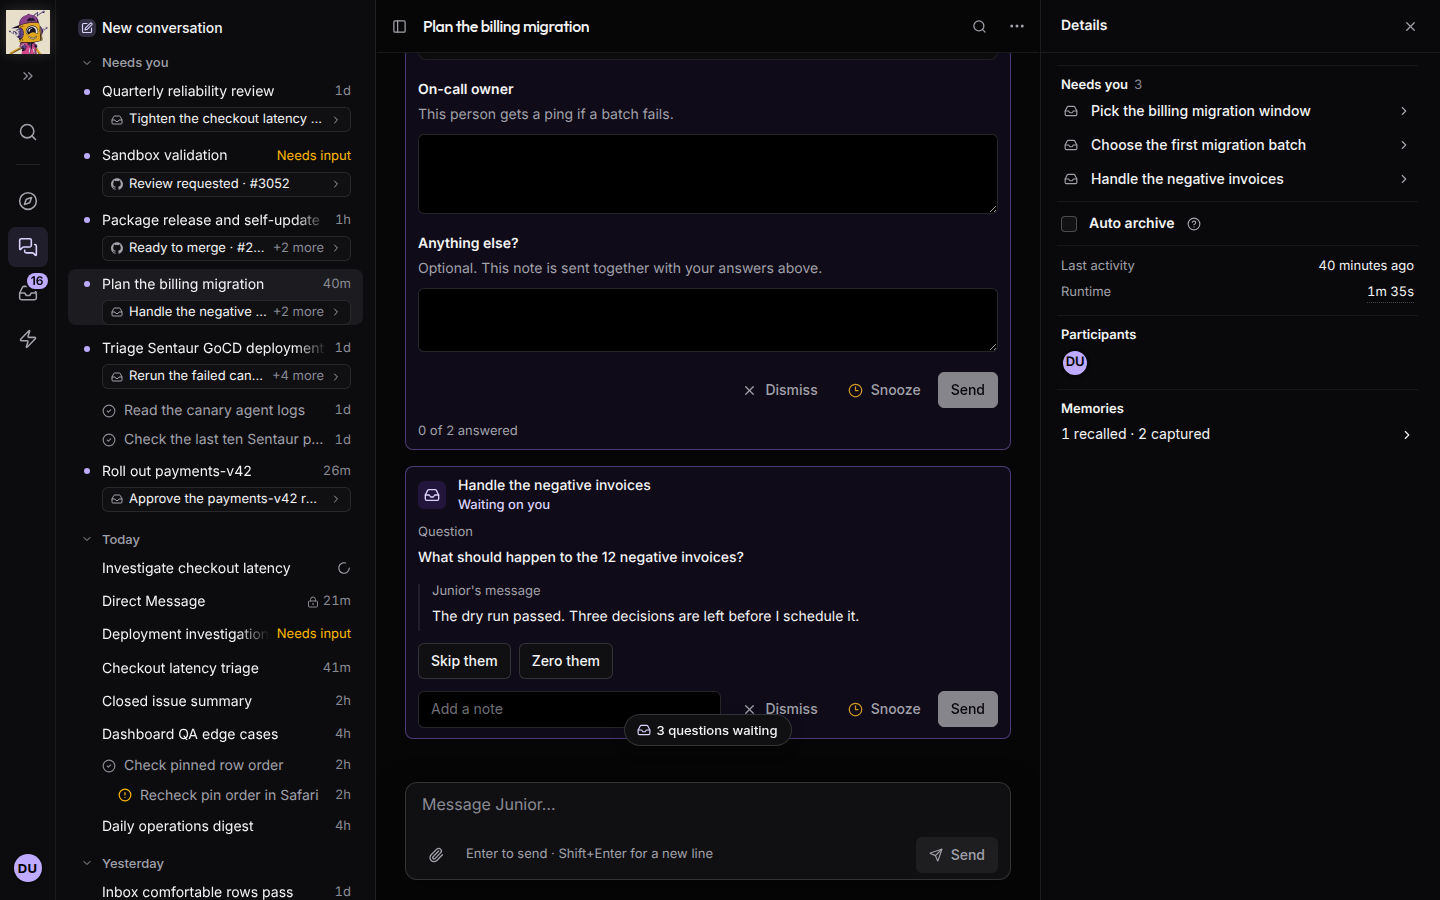 New conversation
Needs you
Quarterly reliability review 1d
Tighten the checkout latency ...
Sandbox validation Needs input
Review requested · #3052
Package release and self-update 1h
Ready to merge · #2... +2 more
Plan the billing migration 40m
Handle the negative ... +2 more
Triage Sentaur GoCD deployment 1d
Rerun the failed can... +4 more
Read the canary agent logs 1d
Check the last ten Sentaur p... 1d
Roll out payments-v42 26m
Approve the payments-v42 r...
Today
Investigate checkout latency
Direct Message 21m
Deployment investigation Needs input
Checkout latency triage 41m
Closed issue summary 2h
Dashboard QA edge cases 4h
Check pinned row order 2h
Recheck pin order in Safari 2h
Daily operations digest 4h
Yesterday
Inbox comfortable rows pass 1d
16
DU
Plan the billing migration
On-call owner
This person gets a ping if a batch fails.
Anything else?
Optional. This note is sent together with your answers above.
Dismiss Snooze Send
0 of 2 answered
Handle the negative invoices
Waiting on you
Question
What should happen to the 12 negative invoices?
Junior's message
The dry run passed. Three decisions are left before I schedule it.
Skip them Zero them
Add a note Dismiss Snooze Send
3 questions waiting
Message Junior...
Enter to send · Shift+Enter for a new line Send
Details
Needs you 3
Pick the billing migration window
Choose the first migration batch
Handle the negative invoices
Auto archive
Last activity 40 minutes ago
Runtime 1m 35s
Participants
DU
Memories
1 recalled · 2 captured